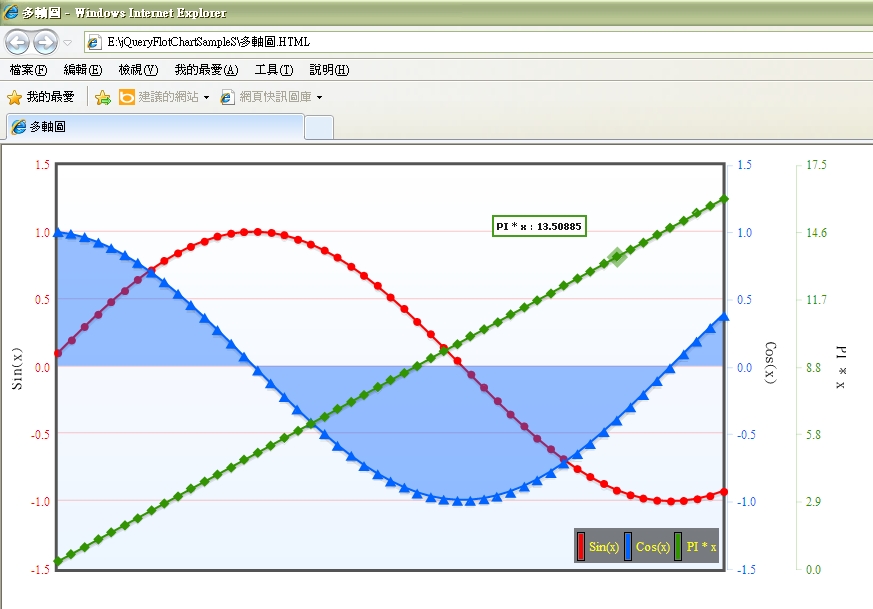 多軸圖 - Windows Internet Explorer
E:\jQueryFlotChartSampleS\多軸圖.HTML
檔案(F) 編輯(E) 檢視(V) 我的最愛(A) 工具(T) 說明(H)
我的最愛 建議的網站 網頁快訊圖庫
多軸圖
1.5 1.5 17.5
PI * x : 13.50885
1.0 1.0 14.6
0.5 0.5 11.7
0.0 0.0 8.8
Sin(x) Cos(x) PI * x
-0.5 -0.5 5.8
-1.0 -1.0 2.9
Sin(x) Cos(x) PI * x
-1.5 -1.5 0.0